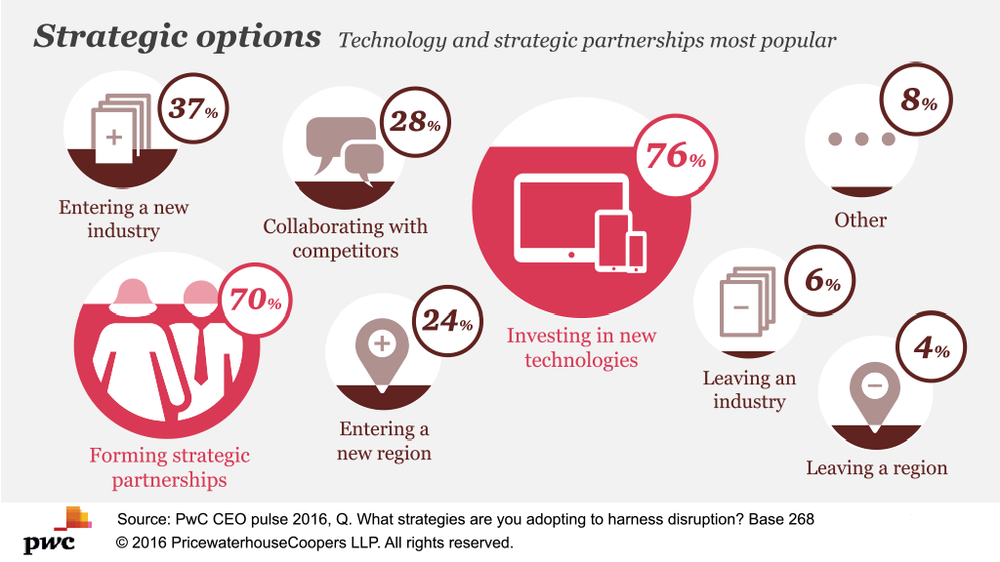 Strategic options Technology and strategic partnerships most popular
37%
Entering a new
industry
28%
Collaborating with
competitors
76%
Investing in new
technologies
8%
Other
70%
Forming strategic
partnerships
24%
Entering a
new region
6%
Leaving an
industry
4%
Leaving a region
pwc
Source: PwC CEO pulse 2016, Q. What strategies are you adopting to harness disruption? Base 268
© 2016 PricewaterhouseCoopers LLP. All rights reserved.